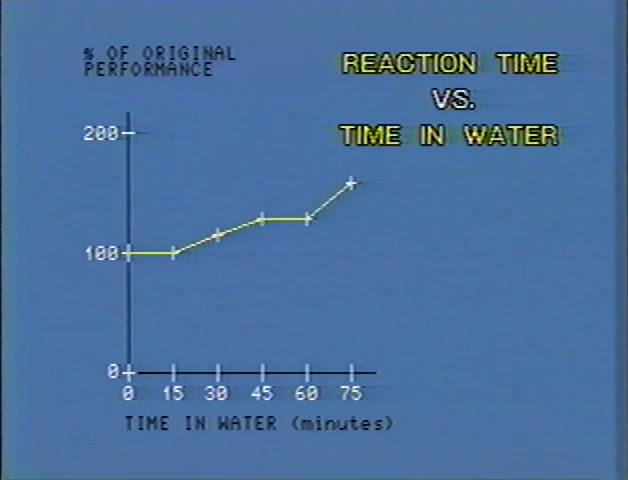 % OF ORIGINAL
PERFORMANCE
REACTION TIME
VS.
TIME IN WATER
200
100
0
0 15 30 45 60 75
TIME IN WATER (minutes)